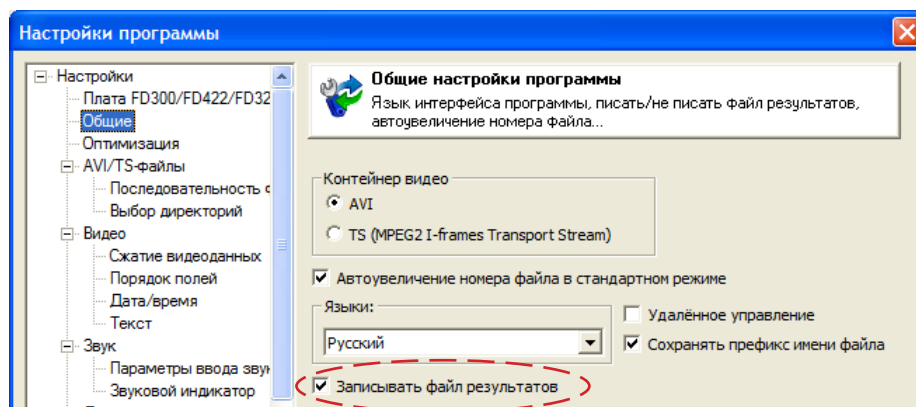 Настройки программы
Настройки
Плата FD300/FD422/FD32
Общие
Оптимизация
AVI/TS-файлы
Последовательность
Выбор директорий
Видео
Сжатие видеоданных
Порядок полей
Дата/время
Текст
Звук
Параметры ввода
Звуковой индикатор
Общие настройки программы
Язык интерфейса программы, писать/не писать файл результатов,
автоувеличение номера файла...
Контейнер видео
AVI
TS (MPEG2 I-frames Transport Stream)
Автоувеличение номера файла в стандартном режиме
Языки:
Русский
Удалённое управление
Сохранять префикс имени файла
Записывать файл результатов